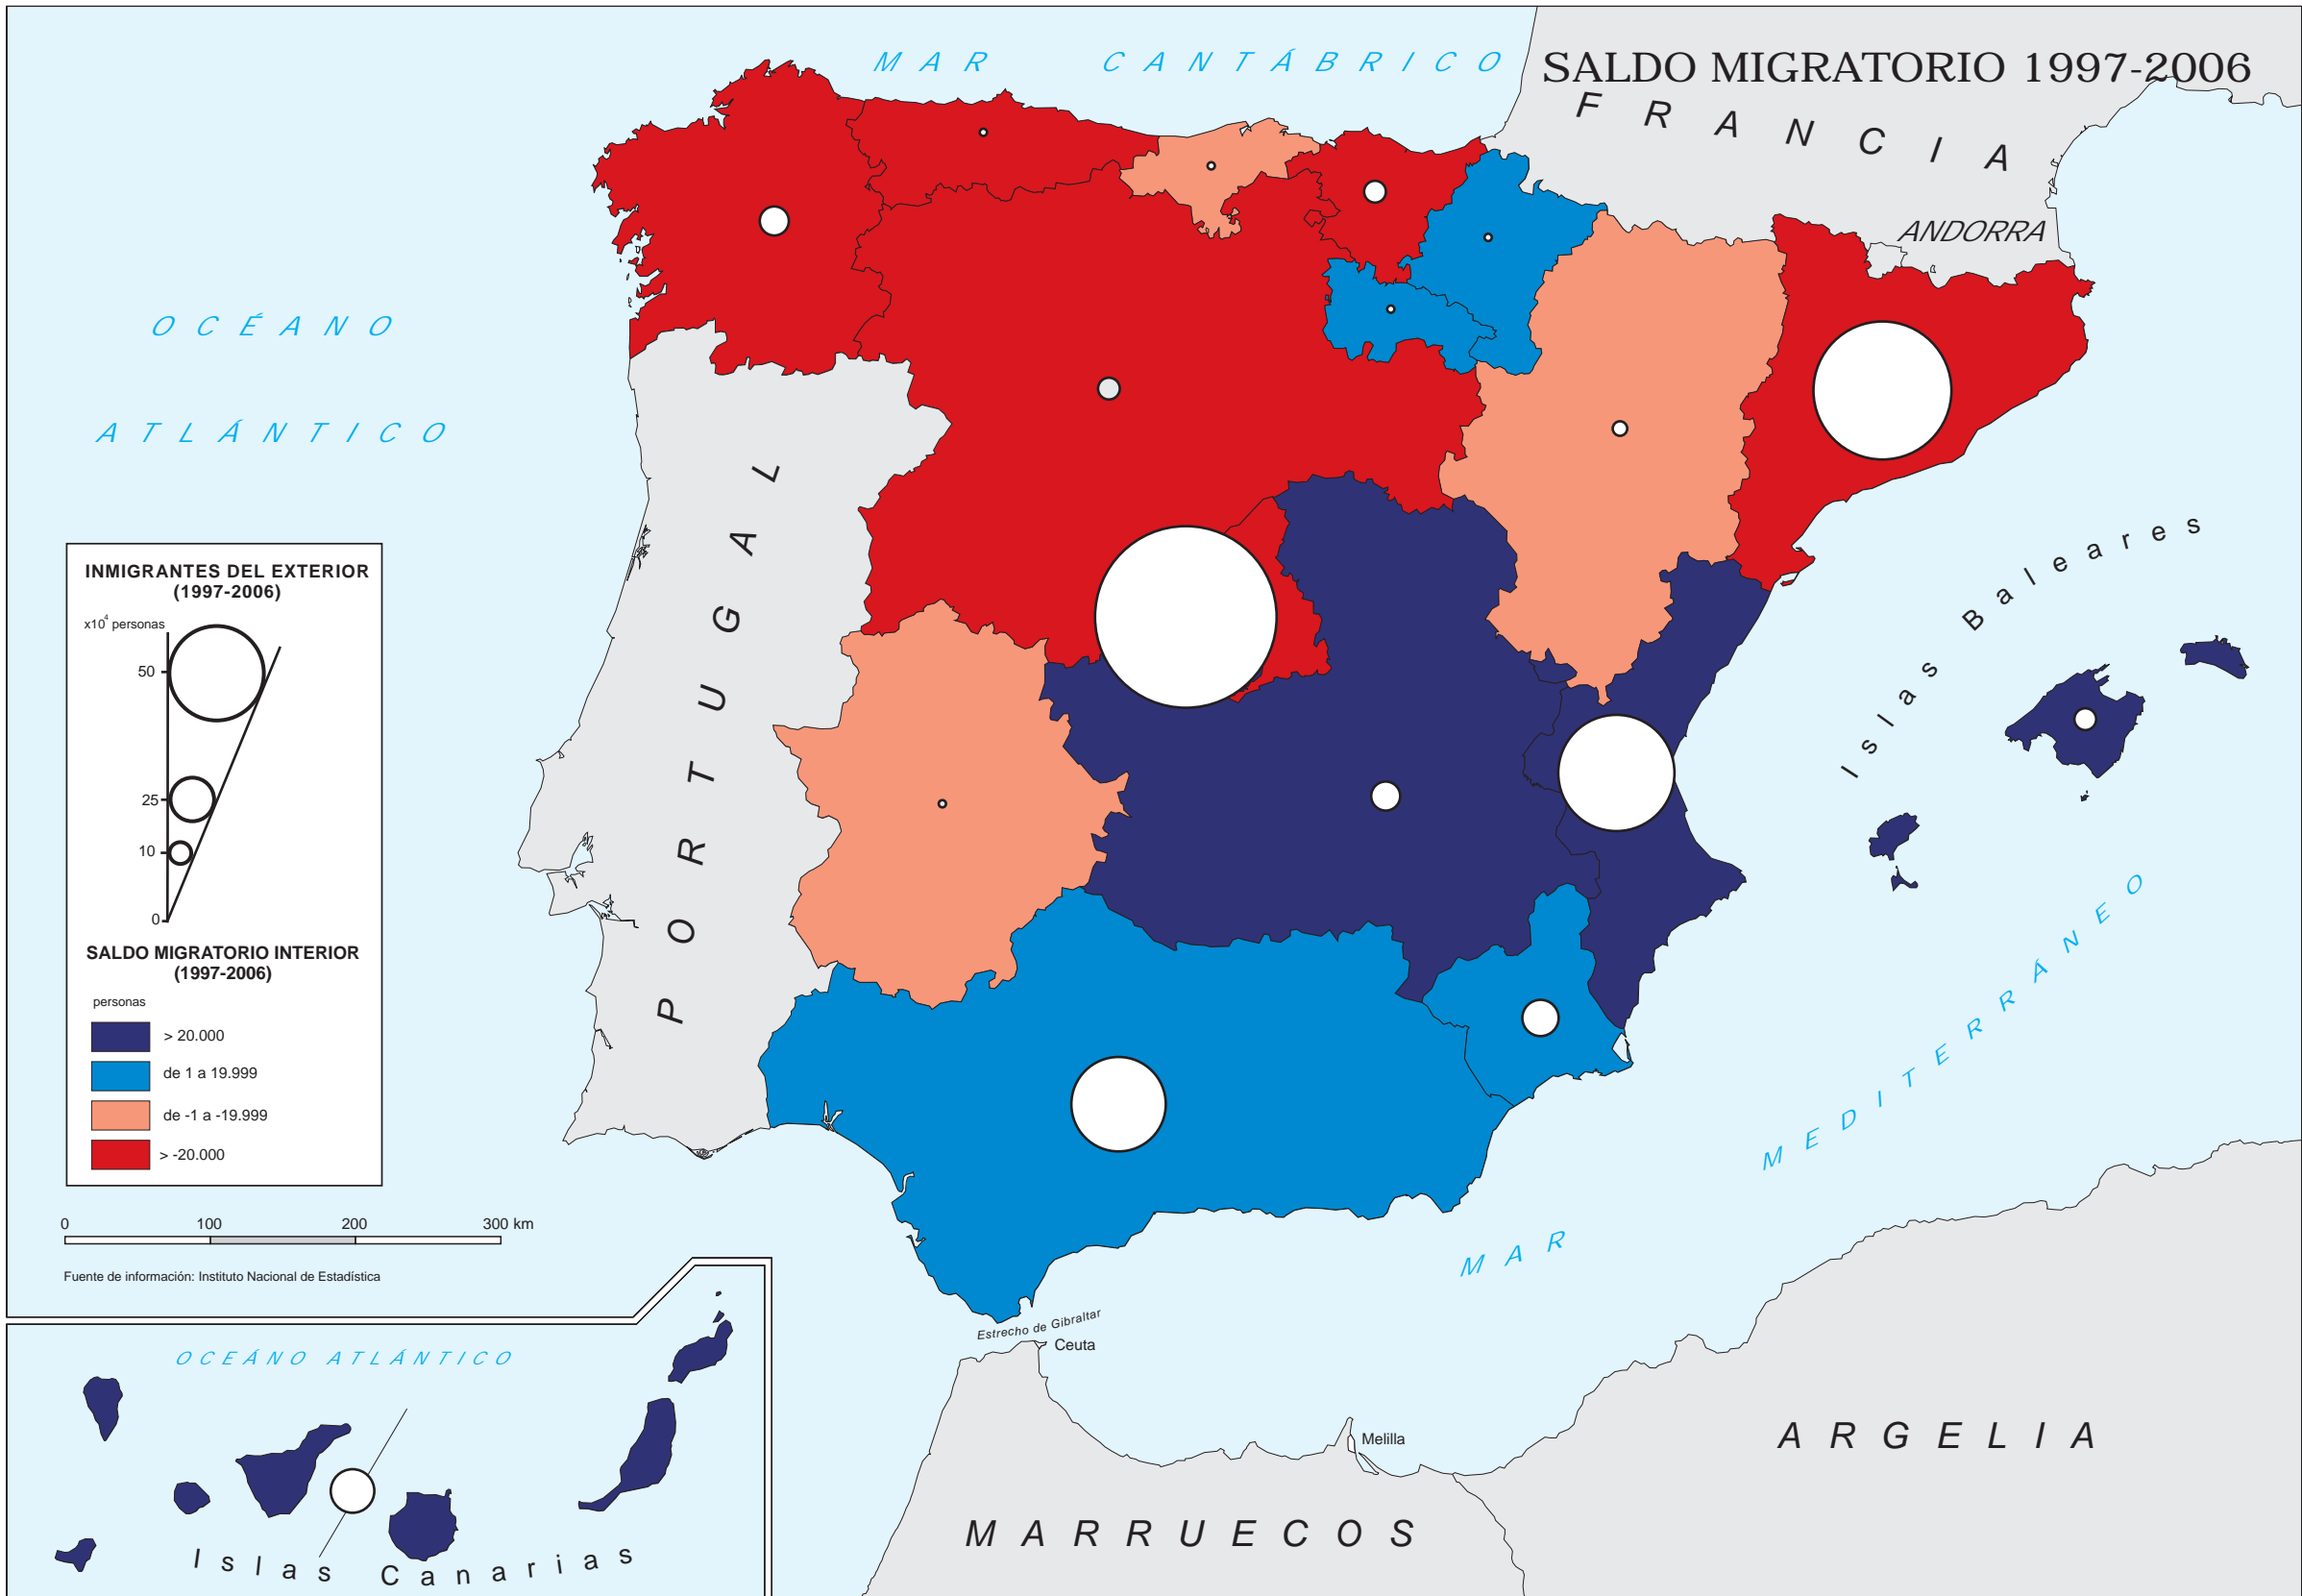 SALDO MIGRATORIO 1997-2006
MAR CANTÁBRICO
FRANCIA
ANDORRA
OCÉANO
ATLÁNTICO
PORTUGAL
Islas Baleares
MAR MEDITERRÁNEO
INMIGRANTES DEL EXTERIOR
(1997-2006)
x10⁴ personas
50
25
10
0
SALDO MIGRATORIO INTERIOR
(1997-2006)
personas
> 20.000
de 1 a 19.999
de -1 a -19.999
> -20.000
0 100 200 300 km
Fuente de información: Instituto Nacional de Estadística
Estrecho de Gibraltar
Ceuta
Melilla
MARRUECOS
ARGELIA
OCEÁNO ATLÁNTICO
Islas Canarias